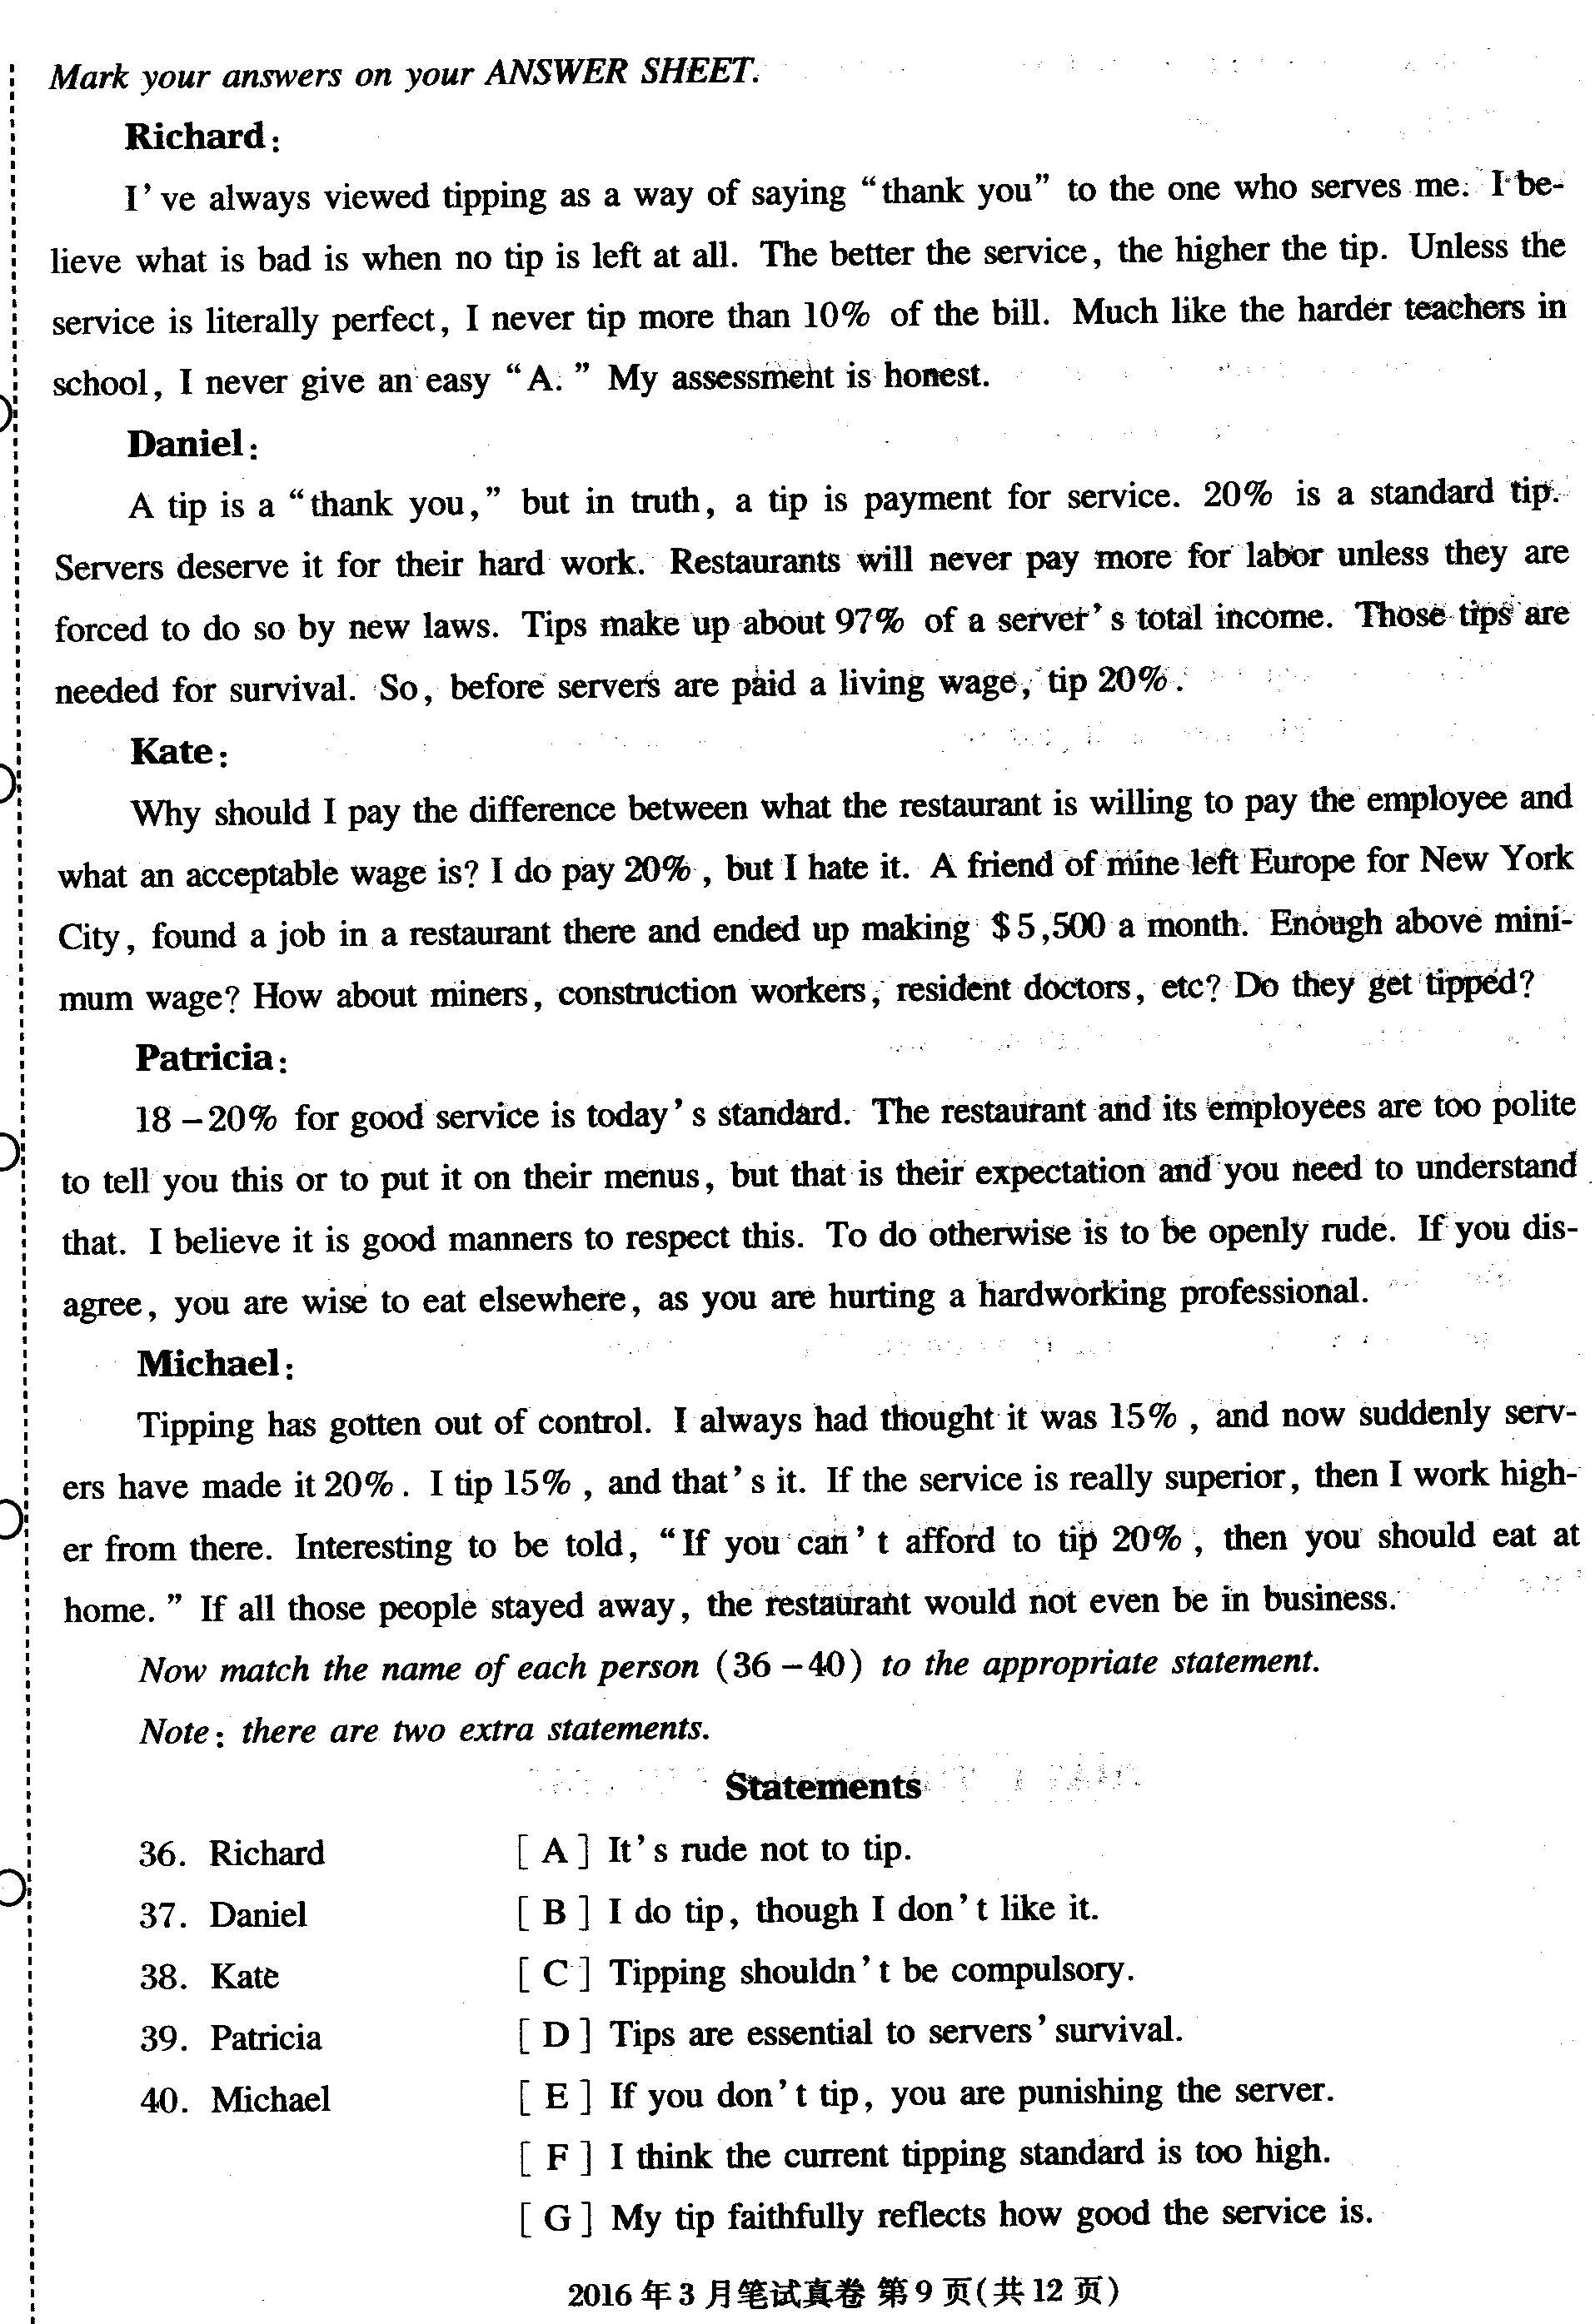 Mark your answers on your ANSWER SHEET.
Richard:
I've always viewed tipping as a way of saying “thank you” to the one who serves me. I be-
lieve what is bad is when no tip is left at all. The better the service, the higher the tip. Unless the
service is literally perfect, I never tip more than 10% of the bill. Much like the harder teachers in
school, I never give an easy “A.” My assessment is honest.
Daniel:
A tip is a “thank you,” but in truth, a tip is payment for service. 20% is a standard tip.
Servers deserve it for their hard work. Restaurants will never pay more for labor unless they are
forced to do so by new laws. Tips make up about 97% of a server's total income. Those tips are
needed for survival. So, before servers are paid a living wage, tip 20%.
Kate:
Why should I pay the difference between what the restaurant is willing to pay the employee and
what an acceptable wage is? I do pay 20%, but I hate it. A friend of mine left Europe for New York
City, found a job in a restaurant there and ended up making $5,500 a month. Enough above mini-
mum wage? How about miners, construction workers, resident doctors, etc? Do they get tipped?
Patricia:
18-20% for good service is today's standard. The restaurant and its employees are too polite
to tell you this or to put it on their menus, but that is their expectation and you need to understand
that. I believe it is good manners to respect this. To do otherwise is to be openly rude. If you dis-
agree, you are wise to eat elsewhere, as you are hurting a hardworking professional.
Michael:
Tipping has gotten out of control. I always had thought it was 15%, and now suddenly serv-
ers have made it 20%. I tip 15%, and that's it. If the service is really superior, then I work high-
er from there. Interesting to be told, “If you can't afford to tip 20%, then you should eat at
home.” If all those people stayed away, the restaurant would not even be in business.
Now match the name of each person (36-40) to the appropriate statement.
Note: there are two extra statements.
Statements
36. Richard [A] It's rude not to tip.
37. Daniel [B] I do tip, though I don't like it.
38. Kate [C] Tipping shouldn't be compulsory.
39. Patricia [D] Tips are essential to servers' survival.
40. Michael [E] If you don't tip, you are punishing the server.
[F] I think the current tipping standard is too high.
[G] My tip faithfully reflects how good the service is.
2016年3月笔试真卷 第9页(共12页)